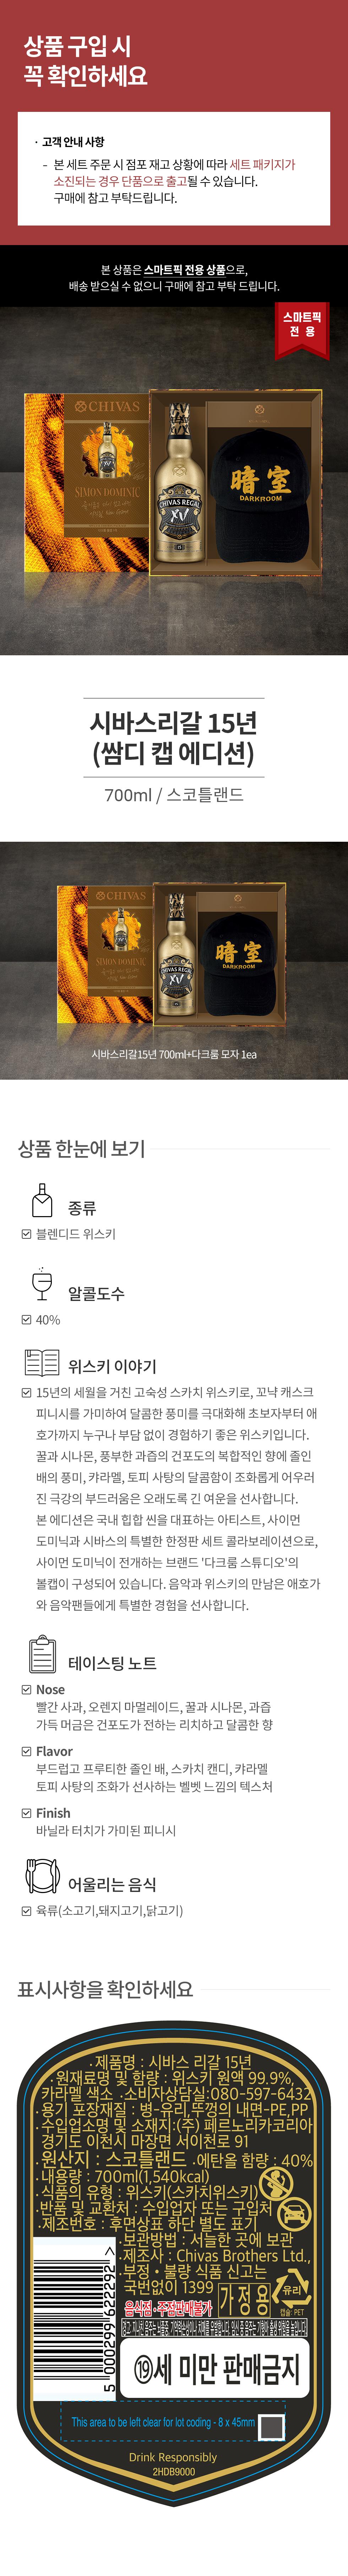 상품 구입 시
꼭 확인하세요
· 고객 안내 사항
- 본 세트 주문 시 점포 재고 상황에 따라 세트 패키지가
소진되는 경우 단품으로 출고될 수 있습니다.
구매에 참고 부탁드립니다.
본 상품은 스마트픽 전용 상품으로,
배송 받으실 수 없으니 구매에 참고 부탁 드립니다.
스마트픽
전 용
CHIVAS
SIMON DOMINIC
CHIVAS REGAL
XV
暗室
DARKROOM
시바스리갈 15년
(쌈디 캡 에디션)
700ml / 스코틀랜드
CHIVAS
SIMON DOMINIC
CHIVAS REGAL
XV
暗室
DARKROOM
시바스리갈15년 700ml+다크룸 모자 1ea
상품 한눈에 보기
종류
블렌디드 위스키
알콜도수
40%
위스키 이야기
15년의 세월을 거친 고숙성 스카치 위스키로, 꼬냑 캐스크
피니시를 가미하여 달콤한 풍미를 극대화해 초보자부터 애
호가까지 누구나 부담 없이 경험하기 좋은 위스키입니다.
꿀과 시나몬, 풍부한 과즙의 건포도의 복합적인 향에 졸인
배의 풍미, 캬라멜, 토피 사탕의 달콤함이 조화롭게 어우러
진 극강의 부드러움은 오래도록 긴 여운을 선사합니다.
본 에디션은 국내 힙합 씬을 대표하는 아티스트, 사이먼
도미닉과 시바스의 특별한 한정판 세트 콜라보레이션으로,
사이먼 도미닉이 전개하는 브랜드 '다크룸 스튜디오'의
볼캡이 구성되어 있습니다. 음악과 위스키의 만남은 애호가
와 음악팬들에게 특별한 경험을 선사합니다.
테이스팅 노트
Nose
빨간 사과, 오렌지 마멀레이드, 꿀과 시나몬, 과즙
가득 머금은 건포도가 전하는 리치하고 달콤한 향
Flavor
부드럽고 프루티한 졸인 배, 스카치 캔디, 캬라멜
토피 사탕의 조화가 선사하는 벨벳 느낌의 텍스처
Finish
바닐라 터치가 가미된 피니시
어울리는 음식
육류(소고기,돼지고기,닭고기)
표시사항을 확인하세요
·제품명 : 시바스 리갈 15년
·원재료명 및 함량 : 위스키 원액 99.9%,
카라멜 색소 ·소비자상담실:080-597-6432
·용기 포장재질 : 병-유리,뚜껑의 내면-PE,PP
·수입업소명 및 소재지:(주) 페르노리카코리아
경기도 이천시 마장면 서이천로 91
·원산지 : 스코틀랜드 ·에탄올 함량 : 40%
·내용량 : 700ml(1,540kcal)
·식품의 유형 : 위스키(스카치위스키)
·반품 및 교환처 : 수입업자 또는 구입처
·제조번호 : 후면상표 하단 별도 표기
·보관방법 : 서늘한 곳에 보관
·제조사 : Chivas Brothers Ltd.,
·부정 · 불량 식품 신고는
국번없이 1399 가정용
유리
캡슐: PET
음식점·주점판매불가
5 000299 622292 >
⑲세 미만 판매금지
This area to be left clear for lot coding - 8 x 45mm
Drink Responsibly
2HDB9000